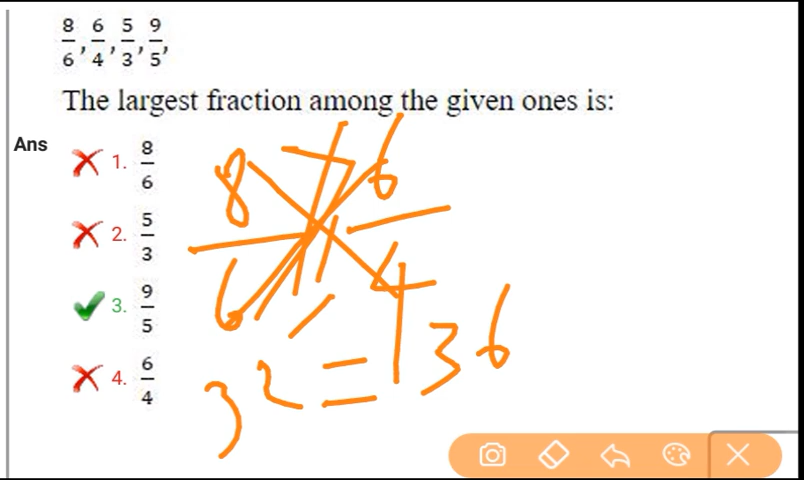 8/6, 6/4, 5/3, 9/5,
The largest fraction among the given ones is:
Ans
1. 8/6
2. 5/3
3. 9/5
4. 6/4
8 6
6 4
32 = 36